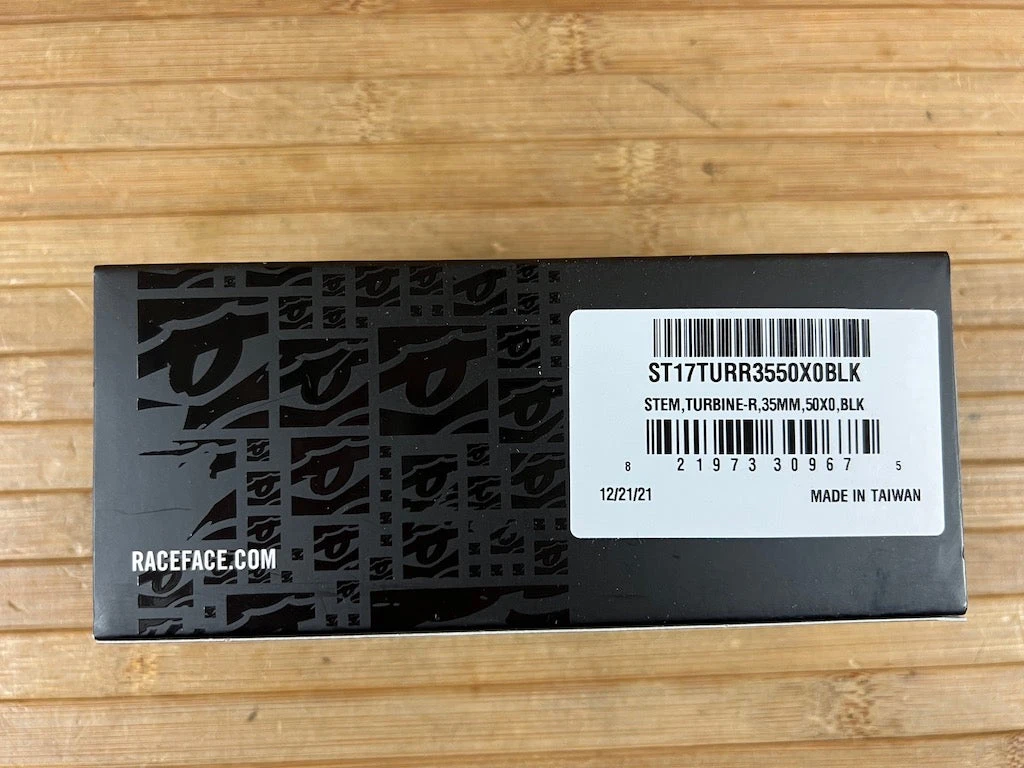 ST17TURR3550X0BLK
STEM,TURBINE-R,35MM,50X0,BLK
8 21973 30967 5
12/21/21 MADE IN TAIWAN
RACEFACE.COM